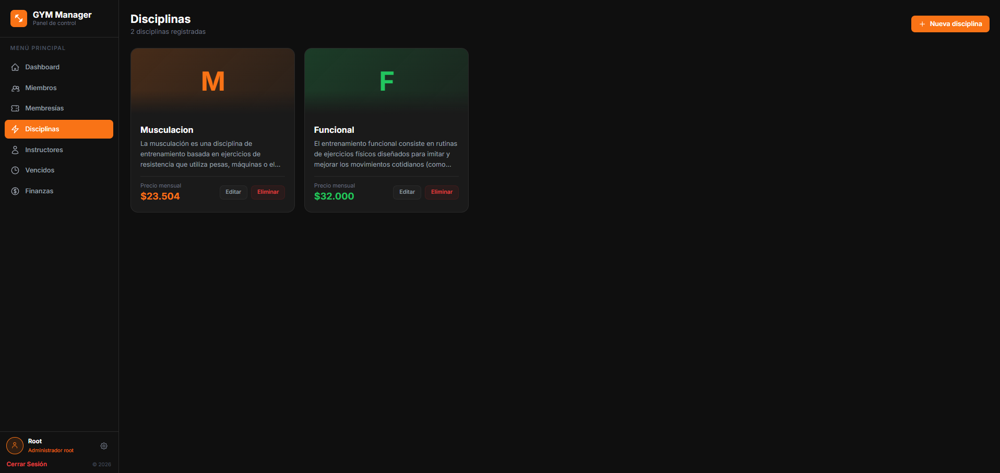 GYM Manager
Panel de control
MENÚ PRINCIPAL
Dashboard
Miembros
Membresías
Disciplinas
Instructores
Vencidos
Finanzas
Root
Administrador root
Cerrar Sesión
© 2026
Disciplinas
2 disciplinas registradas
+ Nueva disciplina
M
Musculacion
La musculación es una disciplina de
entrenamiento basada en ejercicios de
resistencia que utiliza pesas, máquinas o el...
Precio mensual
$23.504
Editar
Eliminar
F
Funcional
El entrenamiento funcional consiste en rutinas
de ejercicios físicos diseñados para imitar y
mejorar los movimientos cotidianos (como...
Precio mensual
$32.000
Editar
Eliminar